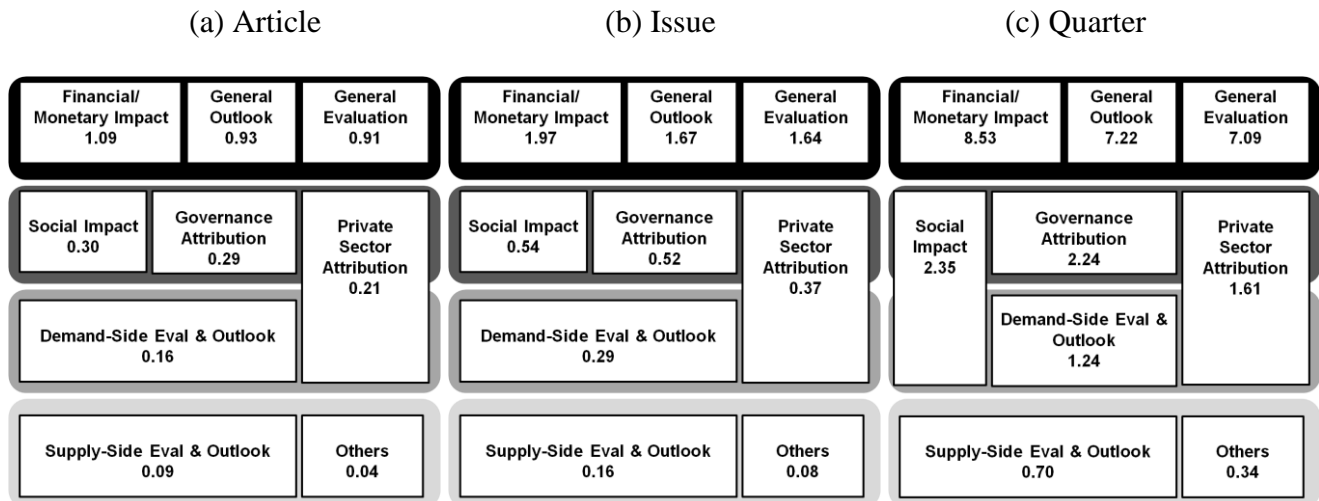 (a) Article
(b) Issue
(c) Quarter
Financial/
Monetary Impact
1.09
General
Outlook
0.93
General
Evaluation
0.91
Social Impact
0.30
Governance
Attribution
0.29
Private
Sector
Attribution
0.21
Demand-Side Eval & Outlook
0.16
Supply-Side Eval & Outlook
0.09
Others
0.04
Financial/
Monetary Impact
1.97
General
Outlook
1.67
General
Evaluation
1.64
Social Impact
0.54
Governance
Attribution
0.52
Private
Sector
Attribution
0.37
Demand-Side Eval & Outlook
0.29
Supply-Side Eval & Outlook
0.16
Others
0.08
Financial/
Monetary Impact
8.53
General
Outlook
7.22
General
Evaluation
7.09
Social
Impact
2.35
Governance
Attribution
2.24
Private
Sector
Attribution
1.61
Demand-Side Eval &
Outlook
1.24
Supply-Side Eval & Outlook
0.70
Others
0.34